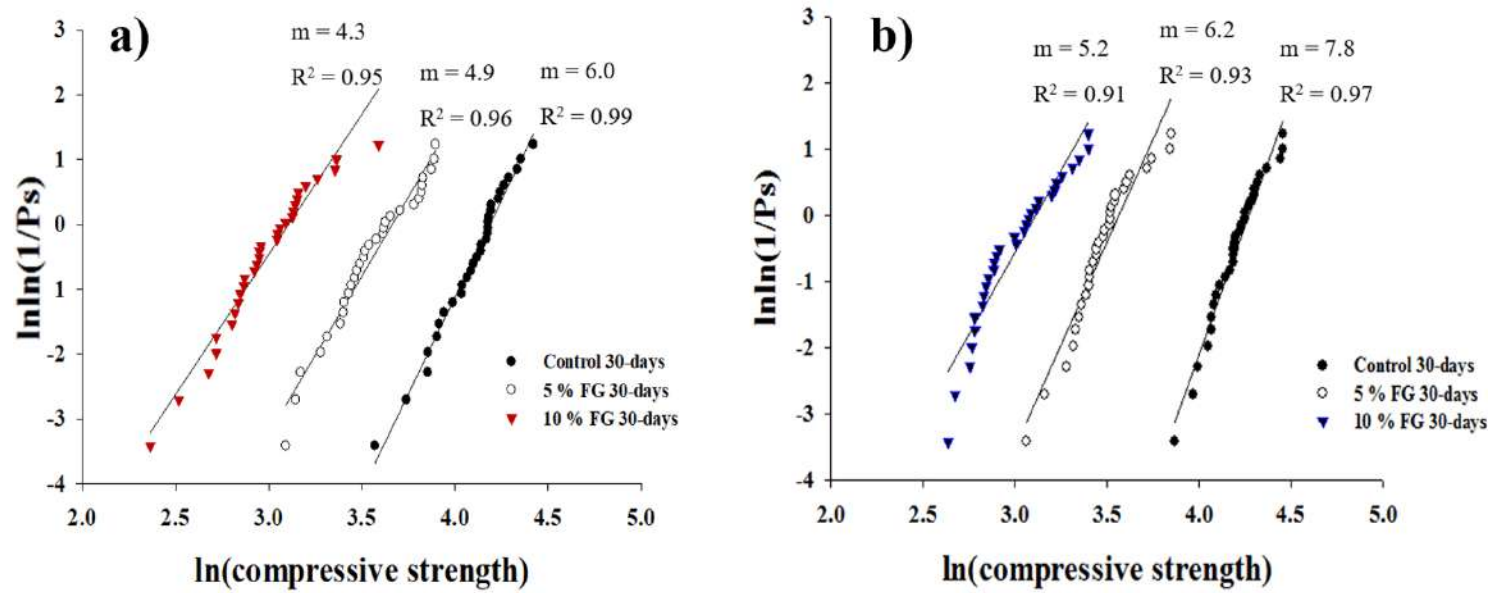 a)
m = 4.3
R² = 0.95
m = 4.9
R² = 0.96
m = 6.0
R² = 0.99
3
2
1
0
-1
-2
-3
-4
lnln(1/Ps)
Control 30-days
5 % FG 30-days
10 % FG 30-days
2.0 2.5 3.0 3.5 4.0 4.5 5.0
ln(compressive strength)
b)
m = 5.2
R² = 0.91
m = 6.2
R² = 0.93
m = 7.8
R² = 0.97
3
2
1
0
-1
-2
-3
-4
lnln(1/Ps)
Control 30-days
5 % FG 30-days
10 % FG 30-days
2.0 2.5 3.0 3.5 4.0 4.5 5.0
ln(compressive strength)